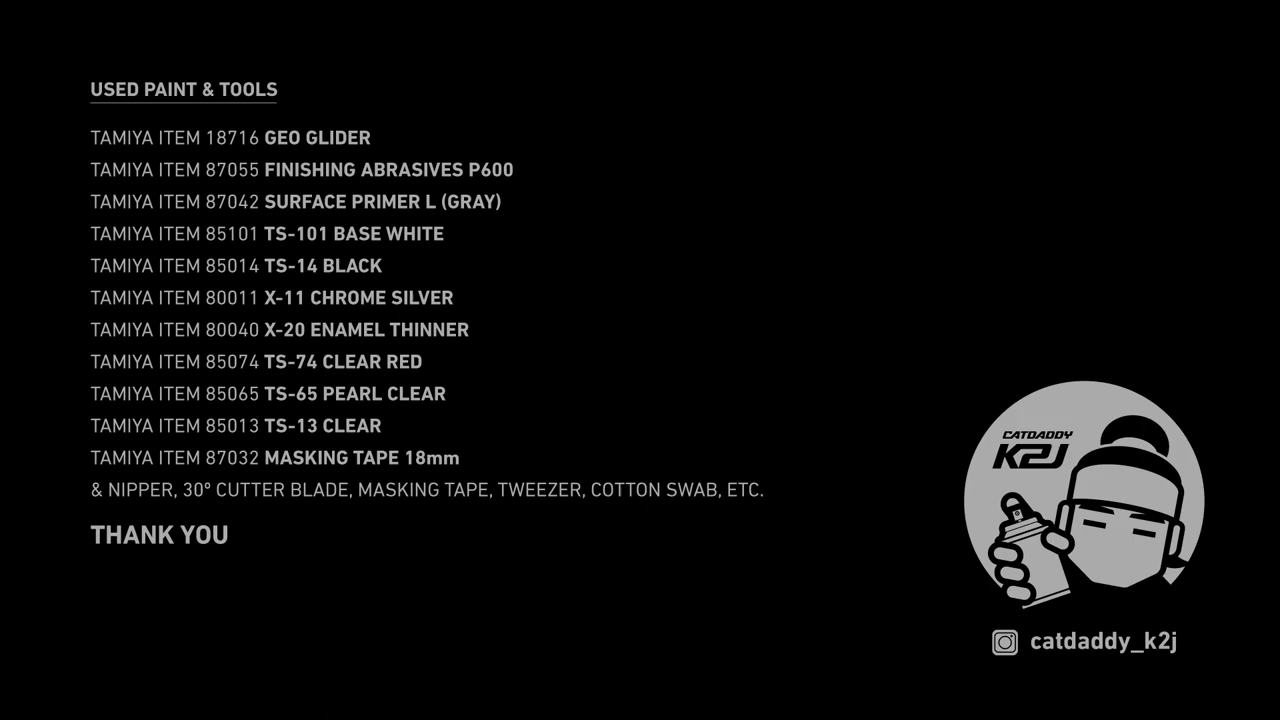 USED PAINT & TOOLS
TAMIYA ITEM 18716 GEO GLIDER
TAMIYA ITEM 87055 FINISHING ABRASIVES P600
TAMIYA ITEM 87042 SURFACE PRIMER L (GRAY)
TAMIYA ITEM 85101 TS-101 BASE WHITE
TAMIYA ITEM 85014 TS-14 BLACK
TAMIYA ITEM 80011 X-11 CHROME SILVER
TAMIYA ITEM 80040 X-20 ENAMEL THINNER
TAMIYA ITEM 85074 TS-74 CLEAR RED
TAMIYA ITEM 85065 TS-65 PEARL CLEAR
TAMIYA ITEM 85013 TS-13 CLEAR
TAMIYA ITEM 87032 MASKING TAPE 18mm
& NIPPER, 30° CUTTER BLADE, MASKING TAPE, TWEEZER, COTTON SWAB, ETC.
THANK YOU
CATDADDY
K2J
catdaddy_k2j